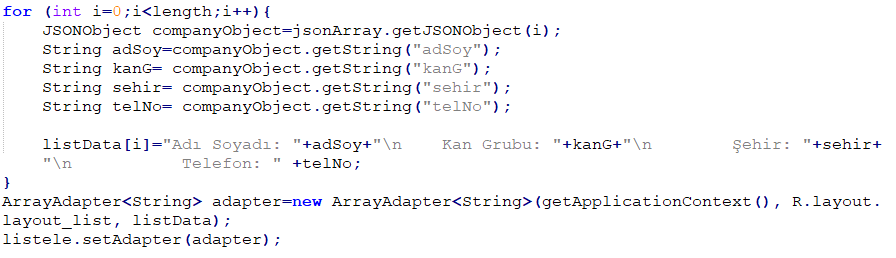 for (int i=0;i<length;i++){
    JSONObject companyObject=jsonArray.getJSONObject(i);
    String adSoy=companyObject.getString("adSoy");
    String kanG= companyObject.getString("kanG");
    String sehir= companyObject.getString("sehir");
    String telNo= companyObject.getString("telNo");

    listData[i]="Adı Soyadı: "+adSoy+"\n    Kan Grubu: "+kanG+"\n        Şehir: "+sehir+
    "\n           Telefon: " +telNo;
}
ArrayAdapter<String> adapter=new ArrayAdapter<String>(getApplicationContext(), R.layout.
layout_list, listData);
listele.setAdapter(adapter);